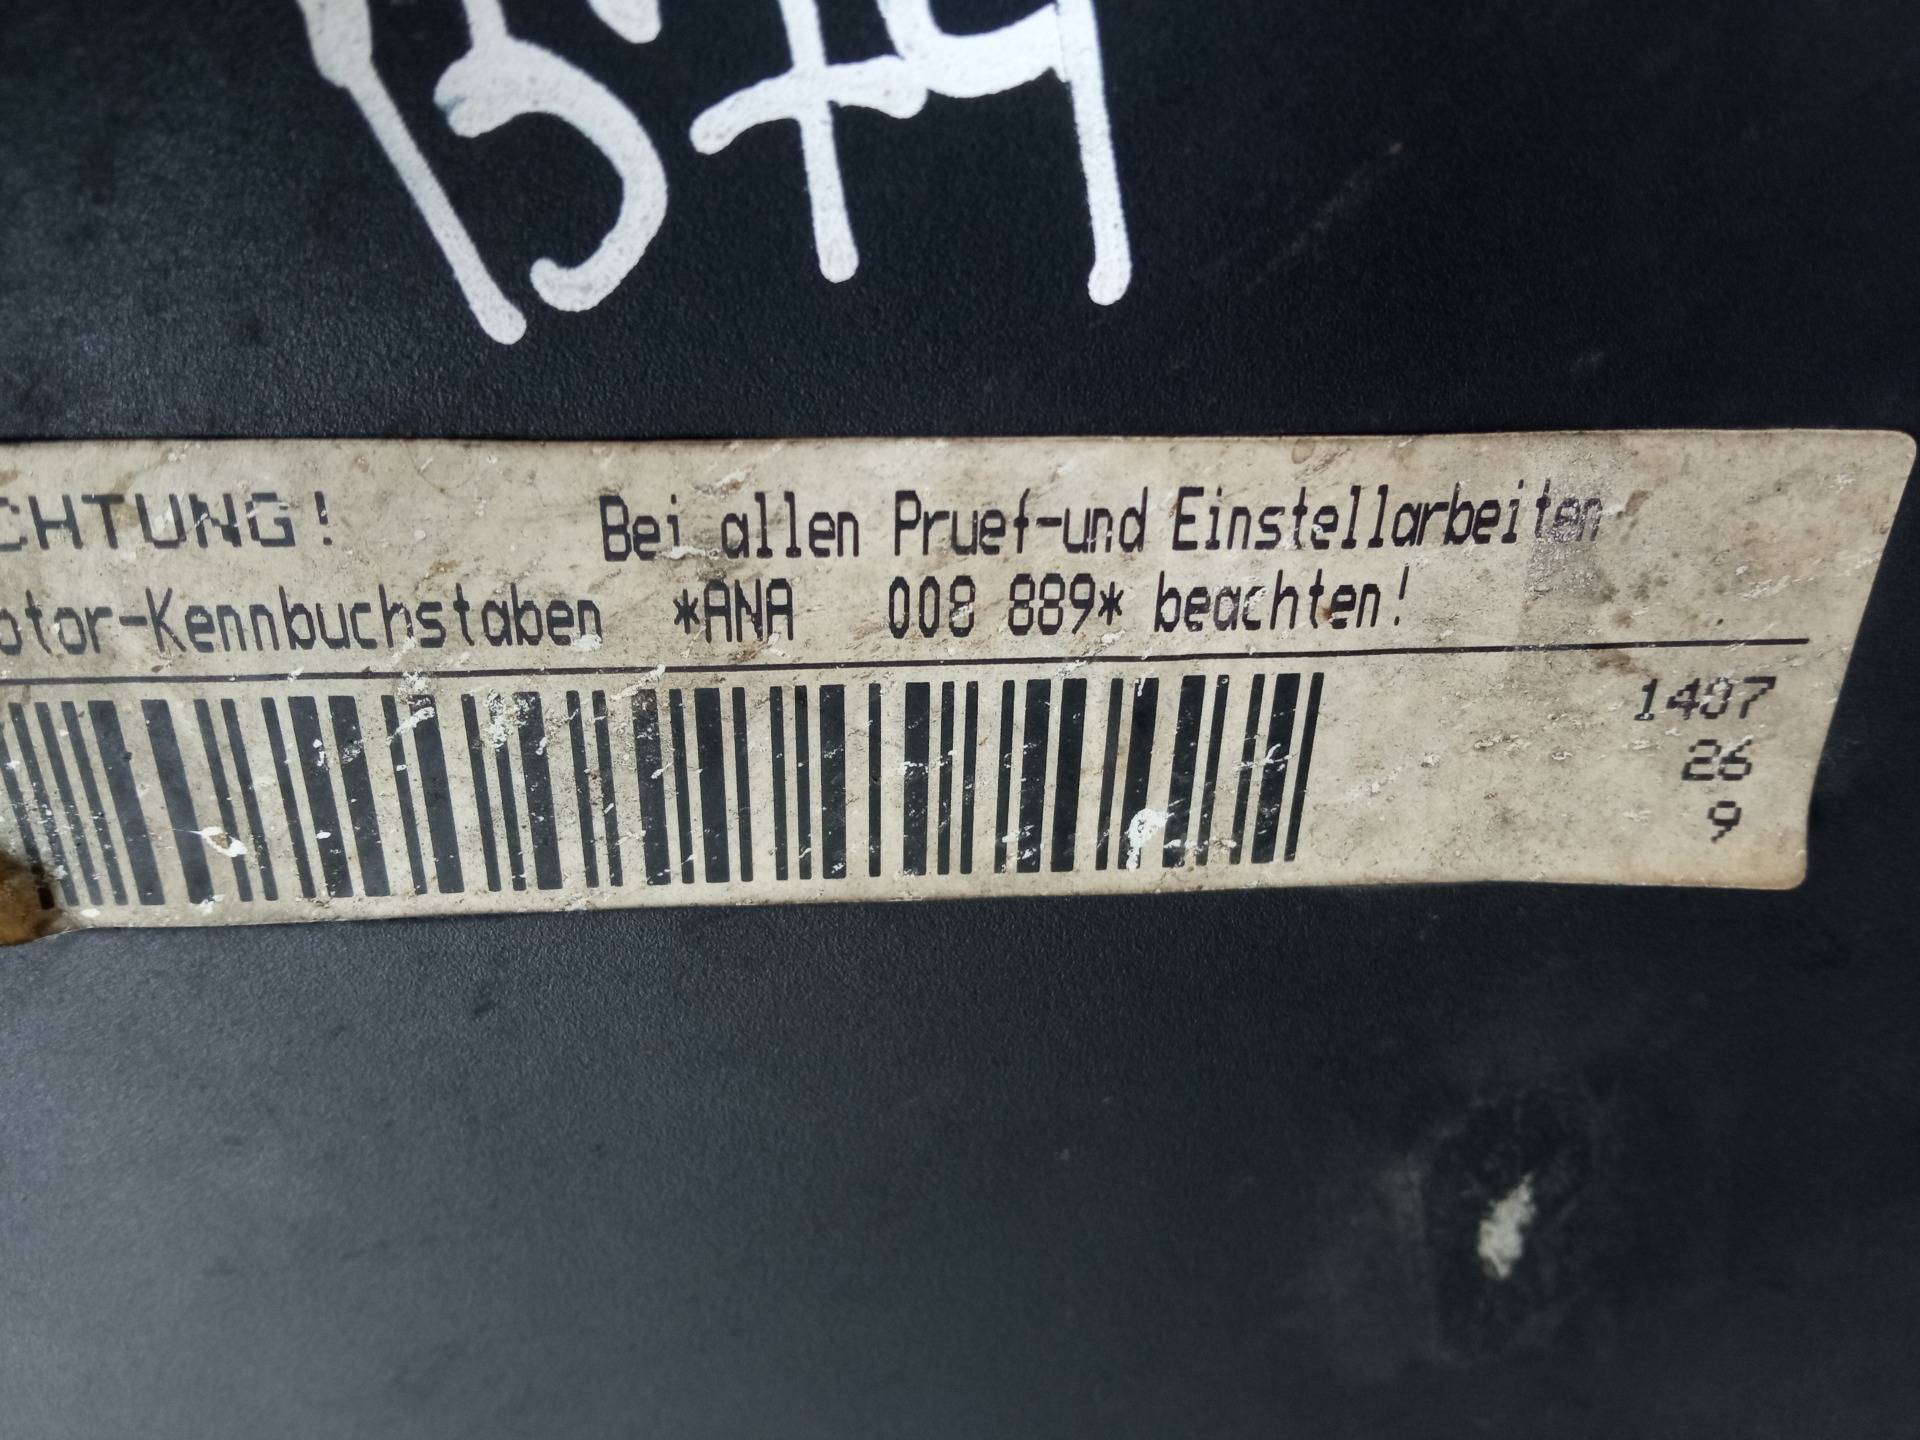 CHTUNG! Bei allen Pruef-und Einstellarbeiten
otor-Kennbuchstaben *ANA 008 889* beachten!
1407
26
9